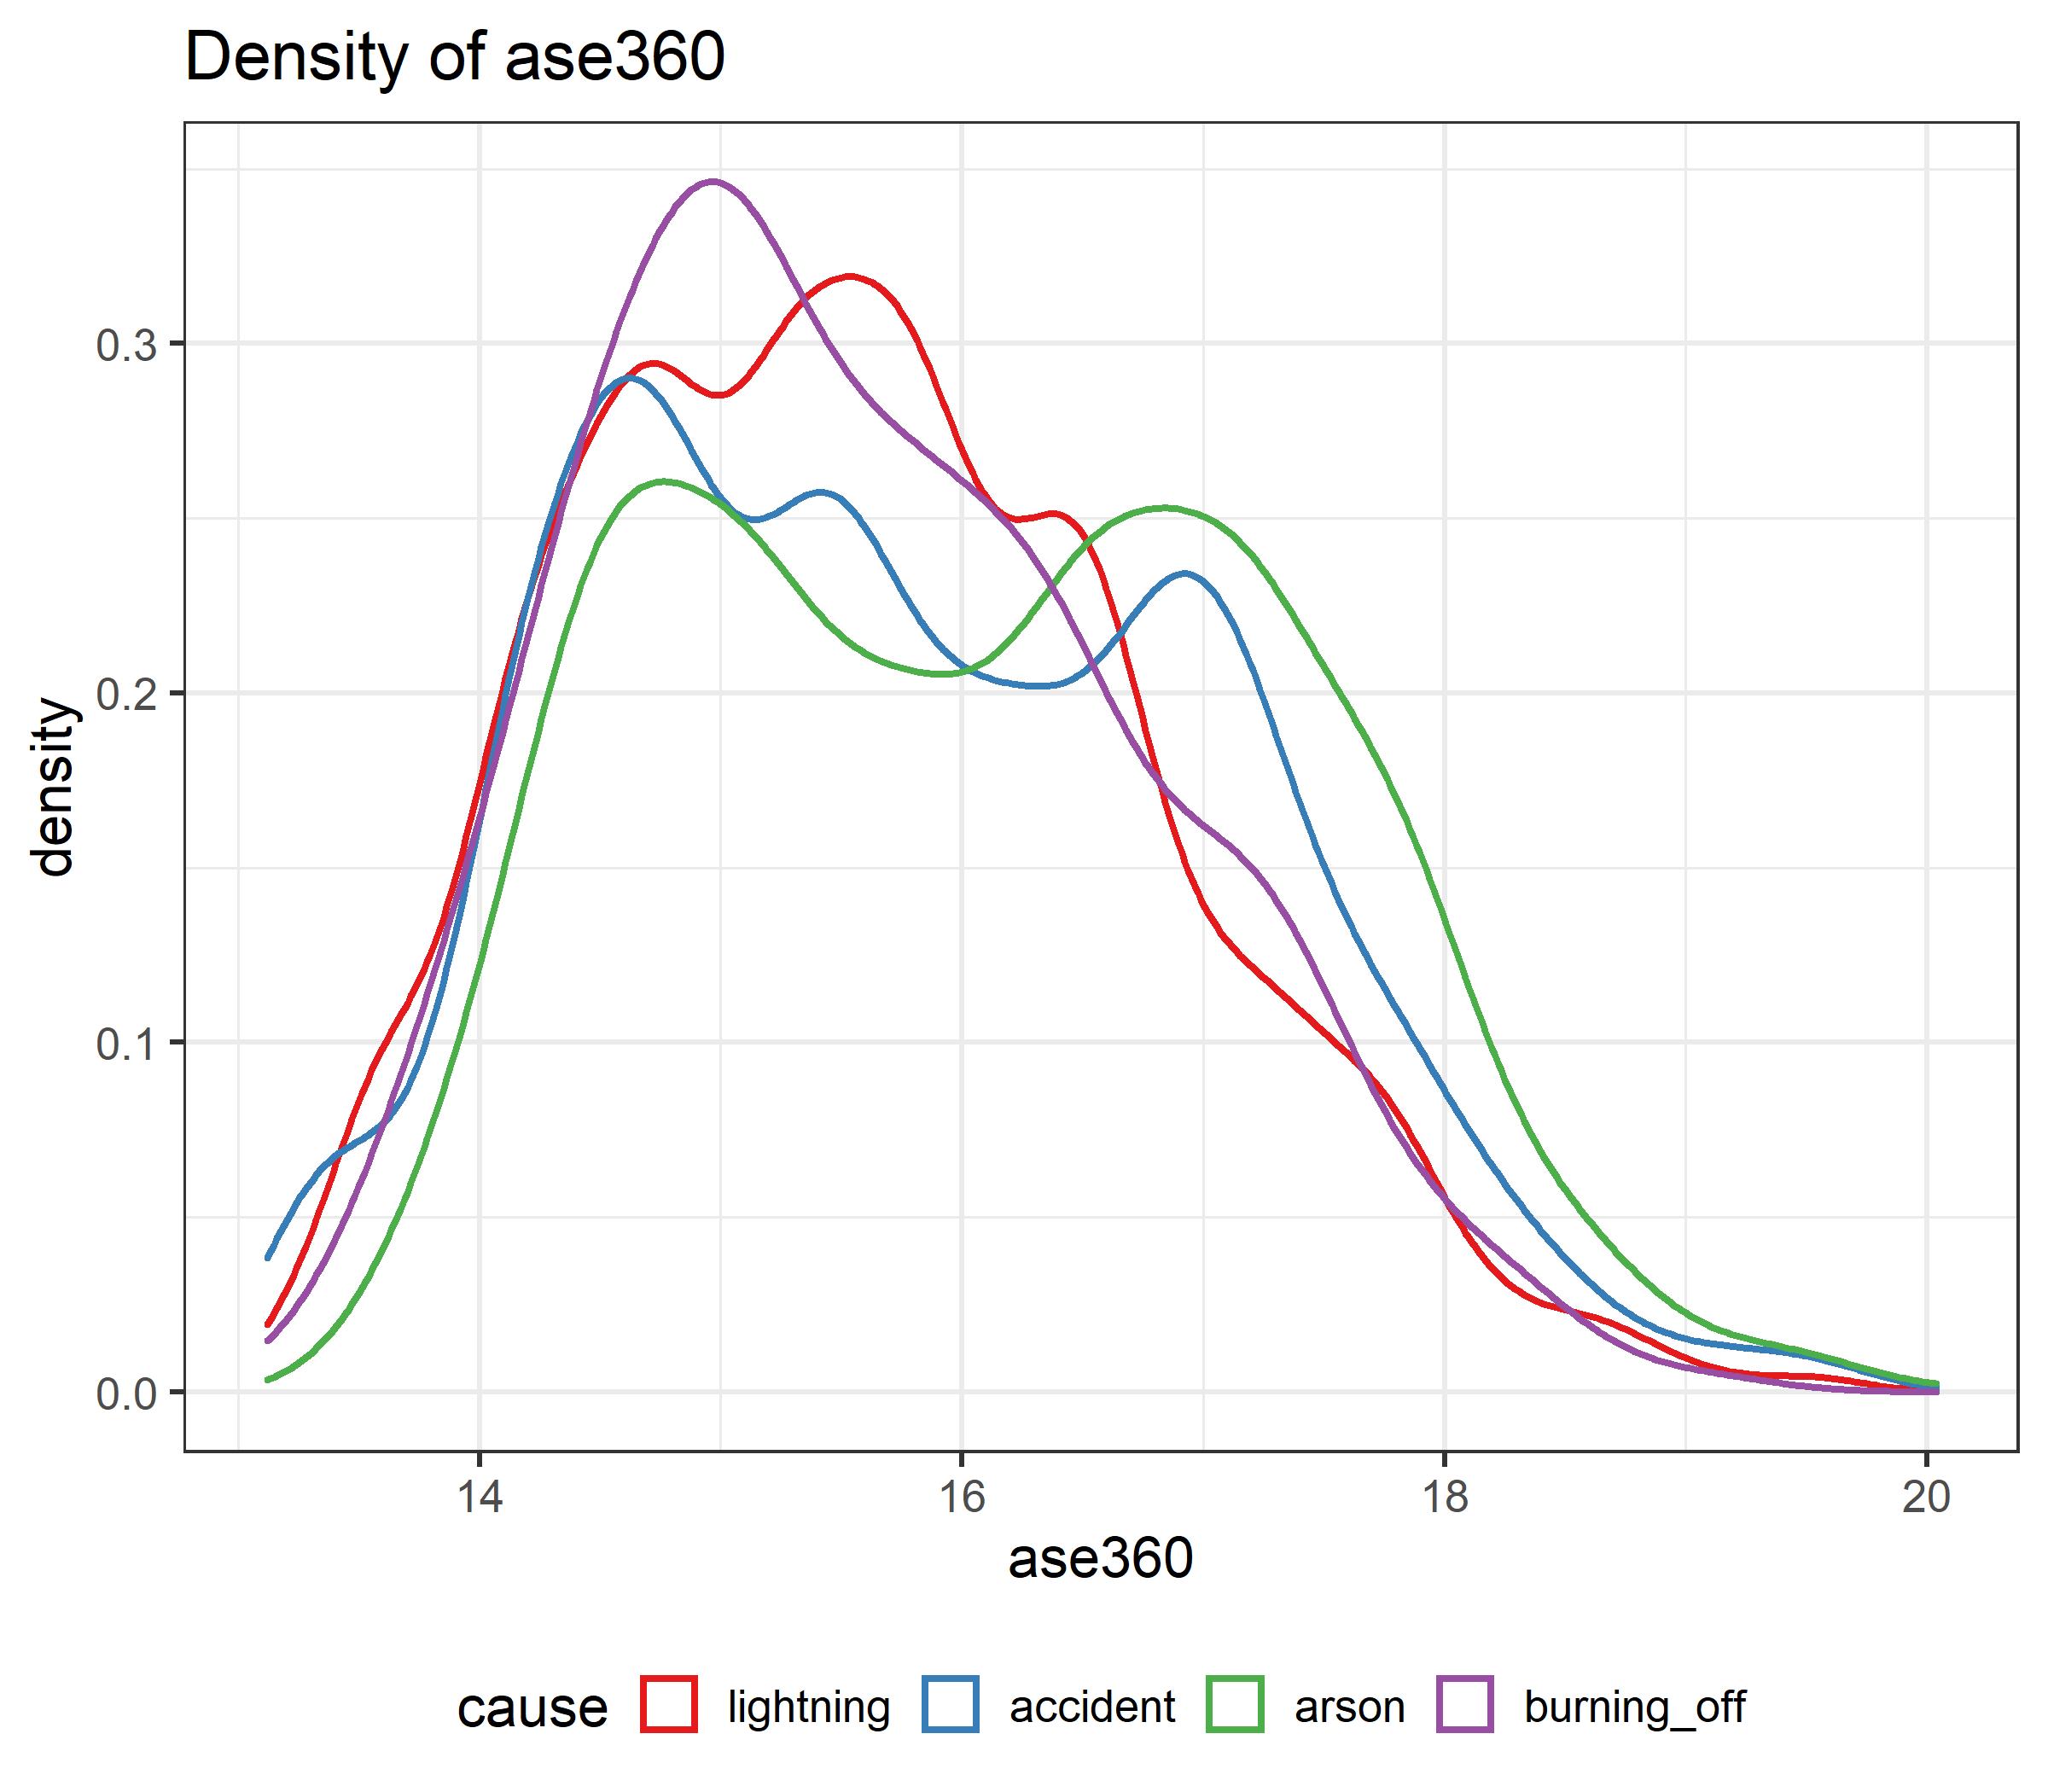 Density of ase360
density
0.3
0.2
0.1
0.0
14 16 18 20
ase360
cause lightning accident arson burning_off